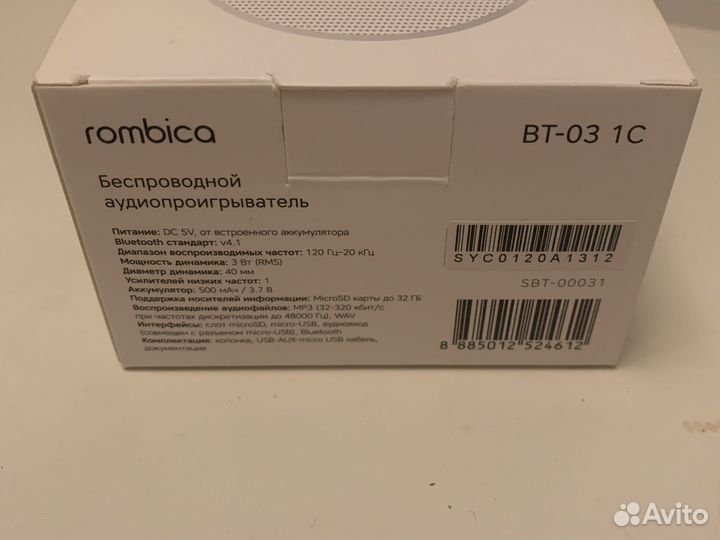 rombica
BT-03 1C
Беспроводной
аудиопроигрыватель
Питание: DC 5V, от встроенного аккумулятора
Bluetooth стандарт: v4.1
Диапазон воспроизводимых частот: 120 Гц-20 кГц
Мощность динамика: 3 Вт (RMS)
Диаметр динамика: 40 мм
Усилителей низких частот: 1
Аккумулятор: 500 мАч / 3.7 В
Поддержка носителей информации: MicroSD карты до 32 ГБ
Воспроизведение аудиофайлов: MP3 (32-320 кбит/с
при частотах дискретизации до 48000 Гц), WAV
Интерфейсы: слот microSD, micro-USB, аудиовход
(совмещен с разъемом micro-USB), Bluetooth
Комплектации: колонка, USB-AUX-micro USB кабель,
документация
SYC0120A1312
SBT-00031
8 885012 524612
Avito